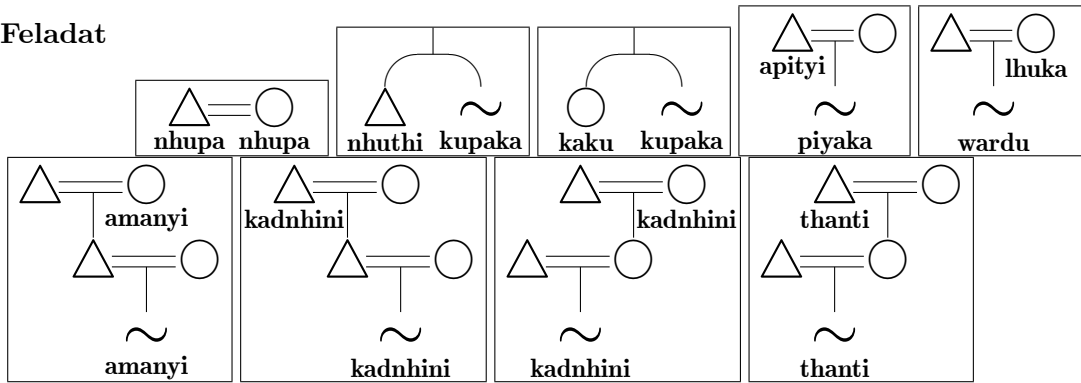 Feladat
nhupa nhupa
nhuthi kupaka
kaku kupaka
apityi
piyaka
lhuka
wardu
amanyi
amanyi
kadnhini
kadnhini
kadnhini
kadnhini
thanti
thanti